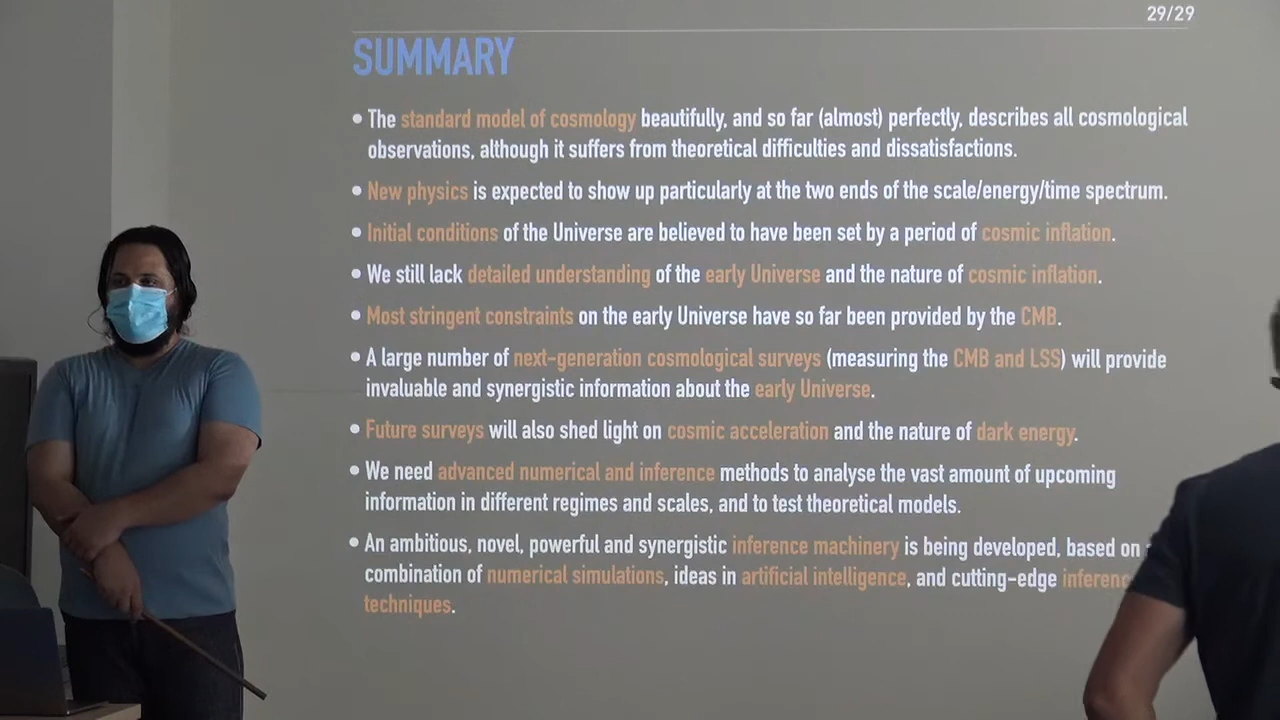 29/29
SUMMARY
• The standard model of cosmology beautifully, and so far (almost) perfectly, describes all cosmological
observations, although it suffers from theoretical difficulties and dissatisfactions.
• New physics is expected to show up particularly at the two ends of the scale/energy/time spectrum.
• Initial conditions of the Universe are believed to have been set by a period of cosmic inflation.
• We still lack detailed understanding of the early Universe and the nature of cosmic inflation.
• Most stringent constraints on the early Universe have so far been provided by the CMB.
• A large number of next-generation cosmological surveys (measuring the CMB and LSS) will provide
invaluable and synergistic information about the early Universe.
• Future surveys will also shed light on cosmic acceleration and the nature of dark energy.
• We need advanced numerical and inference methods to analyse the vast amount of upcoming
information in different regimes and scales, and to test theoretical models.
• An ambitious, novel, powerful and synergistic inference machinery is being developed, based on
combination of numerical simulations, ideas in artificial intelligence, and cutting-edge
techniques.